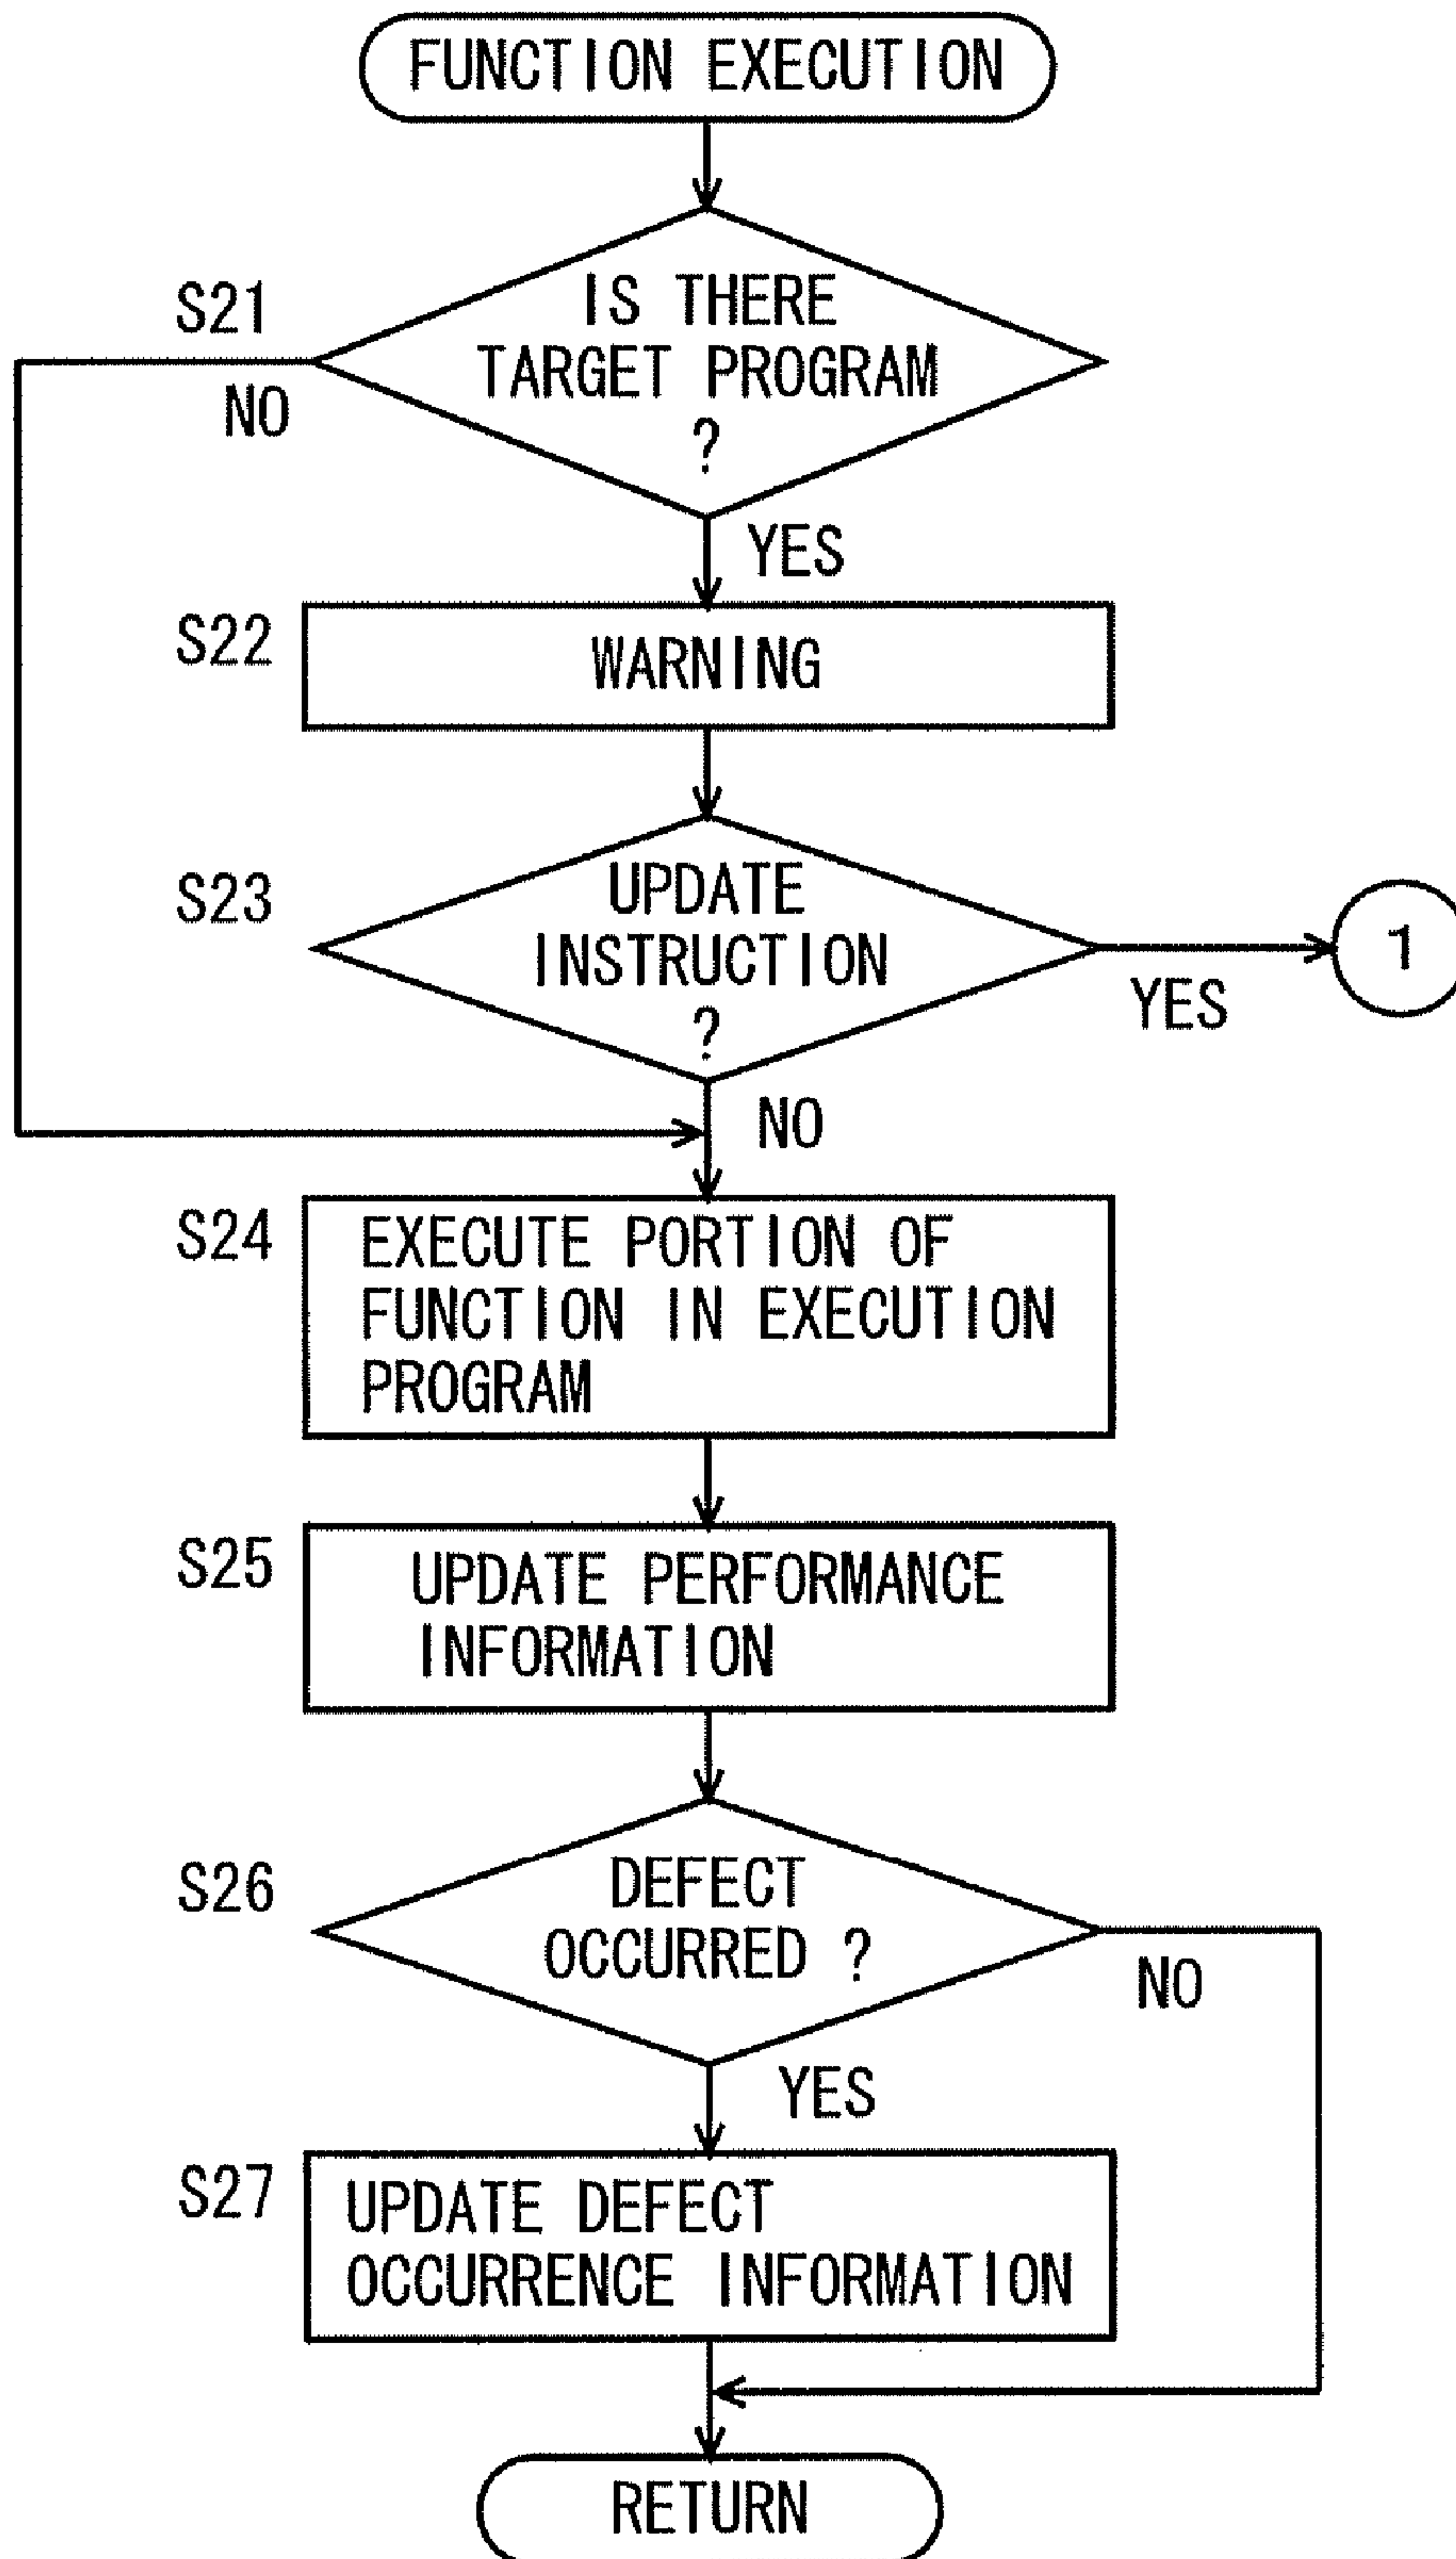 FUNCTION EXECUTION
S21
IS THERE
TARGET PROGRAM
?
NO
YES
S22
WARNING
S23
UPDATE
INSTRUCTION
?
YES
1
NO
S24
EXECUTE PORTION OF
FUNCTION IN EXECUTION
PROGRAM
S25
UPDATE PERFORMANCE
INFORMATION
S26
DEFECT
OCCURRED ?
NO
YES
S27
UPDATE DEFECT
OCCURRENCE INFORMATION
RETURN